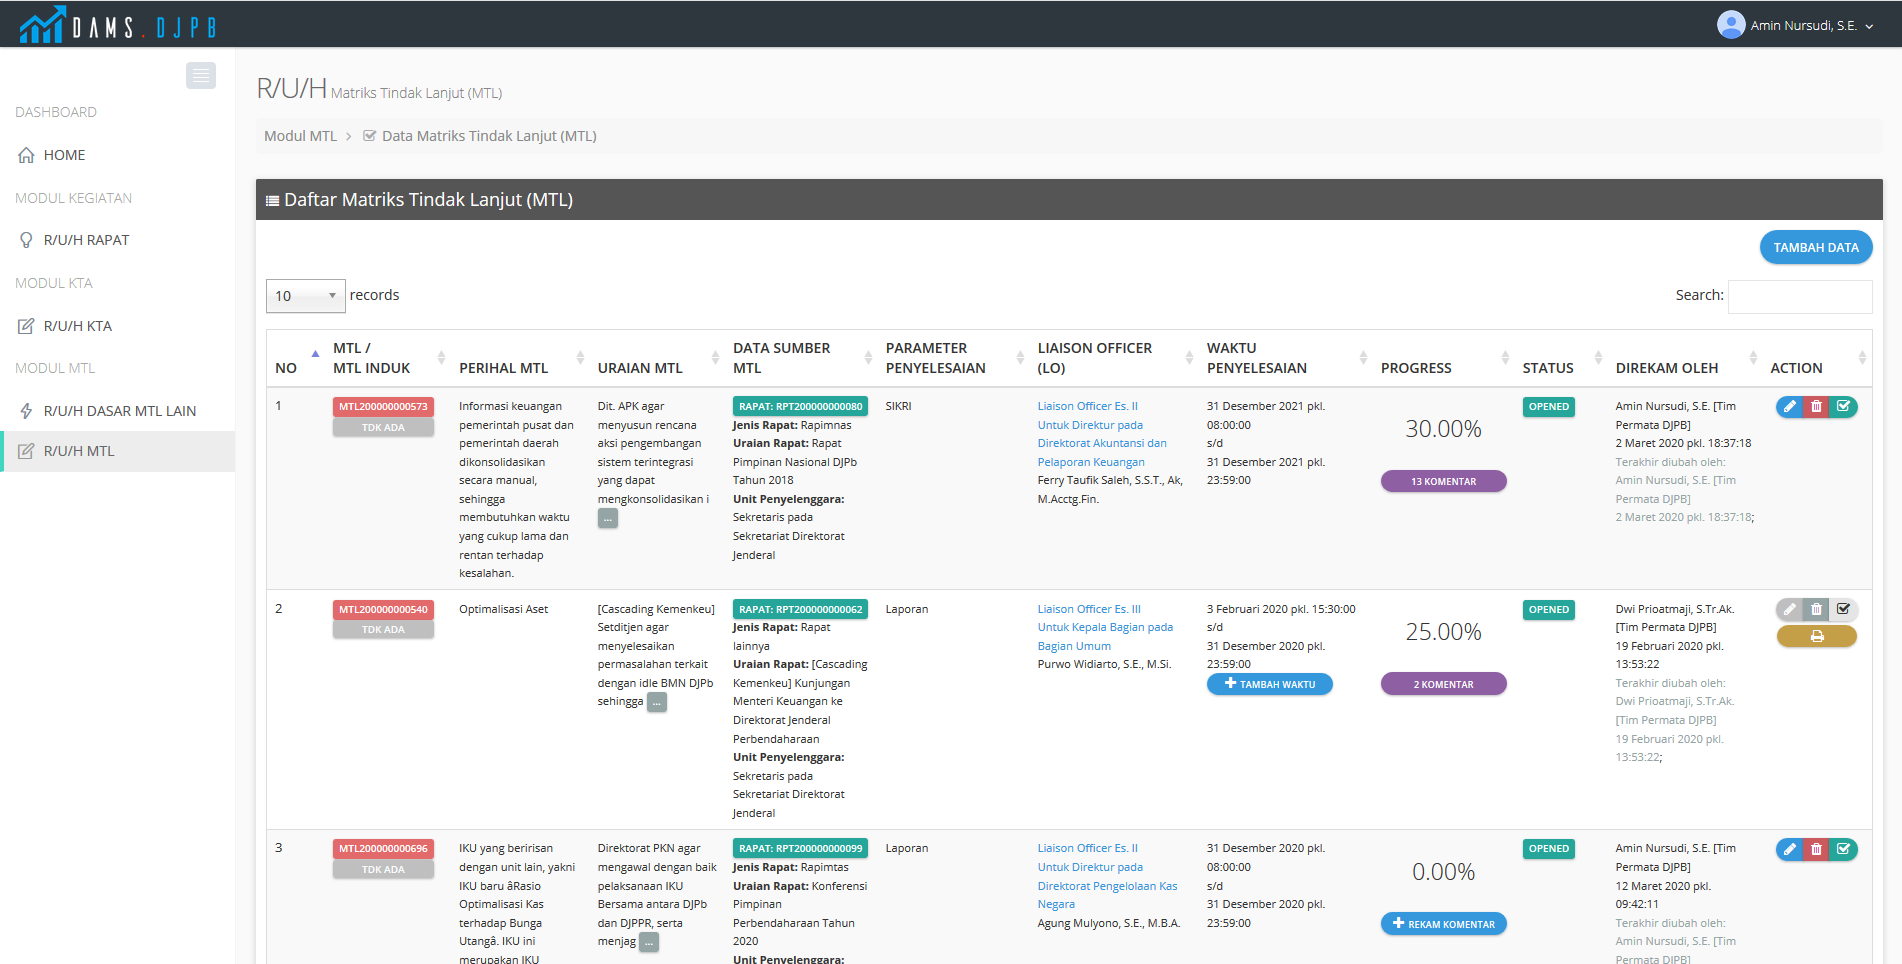 DAMS.DJPB
Amin Nursudi, S.E.
DASHBOARD
HOME
MODUL KEGIATAN
R/U/H RAPAT
MODUL KTA
R/U/H KTA
MODUL MTL
R/U/H DASAR MTL LAIN
R/U/H MTL
R/U/H Matriks Tindak Lanjut (MTL)
Modul MTL > Data Matriks Tindak Lanjut (MTL)
Daftar Matriks Tindak Lanjut (MTL)
TAMBAH DATA
10 records
Search:
NO
MTL /
MTL INDUK
PERIHAL MTL
URAIAN MTL
DATA SUMBER
MTL
PARAMETER
PENYELESAIAN
LIAISON OFFICER
(LO)
WAKTU
PENYELESAIAN
PROGRESS
STATUS
DIREKAM OLEH
ACTION
1
MTL200000000573
TDK ADA
Informasi keuangan
pemerintah pusat dan
pemerintah daerah
dikonsolidasikan
secara manual,
sehingga
membutuhkan waktu
yang cukup lama dan
rentan terhadap
kesalahan.
Dit. APK agar
menyusun rencana
aksi pengembangan
sistem terintegrasi
yang dapat
mengkonsolidasikan i
...
RAPAT: RPT200000000080
Jenis Rapat: Rapimnas
Uraian Rapat: Rapat
Pimpinan Nasional DJPb
Tahun 2018
Unit Penyelenggara:
Sekretaris pada
Sekretariat Direktorat
Jenderal
SIKRI
Liaison Officer Es. II
Untuk Direktur pada
Direktorat Akuntansi dan
Pelaporan Keuangan
Ferry Taufik Saleh, S.S.T., Ak,
M.Acctg.Fin.
31 Desember 2021 pkl.
08:00:00
s/d
31 Desember 2021 pkl.
23:59:00
30.00%
13 KOMENTAR
OPENED
Amin Nursudi, S.E. [Tim
Permata DJPB]
2 Maret 2020 pkl. 18:37:18
Terakhir diubah oleh:
Amin Nursudi, S.E. [Tim
Permata DJPB]
2 Maret 2020 pkl. 18:37:18;
2
MTL200000000540
TDK ADA
Optimalisasi Aset
[Cascading Kemenkeu]
Setditjen agar
menyelesaikan
permasalahan terkait
dengan idle BMN DJPb
sehingga ...
RAPAT: RPT200000000062
Jenis Rapat: Rapat
lainnya
Uraian Rapat: [Cascading
Kemenkeu] Kunjungan
Menteri Keuangan ke
Direktorat Jenderal
Perbendaharaan
Unit Penyelenggara:
Sekretaris pada
Sekretariat Direktorat
Jenderal
Laporan
Liaison Officer Es. III
Untuk Kepala Bagian pada
Bagian Umum
Purwo Widiarto, S.E., M.Si.
3 Februari 2020 pkl. 15:30:00
s/d
31 Desember 2020 pkl.
23:59:00
TAMBAH WAKTU
25.00%
2 KOMENTAR
OPENED
Dwi Prioatmaji, S.Tr.Ak.
[Tim Permata DJPB]
19 Februari 2020 pkl.
13:53:22
Terakhir diubah oleh:
Dwi Prioatmaji, S.Tr.Ak.
[Tim Permata DJPB]
19 Februari 2020 pkl.
13:53:22;
3
MTL200000000696
TDK ADA
IKU yang beririsan
dengan unit lain, yakni
IKU baru âRasio
Optimalisasi Kas
terhadap Bunga
Utangâ. IKU ini
merupakan IKU
Direktorat PKN agar
mengawal dengan baik
pelaksanaan IKU
Bersama antara DJPb
dan DJPPR, serta
menjag ...
RAPAT: RPT200000000099
Jenis Rapat: Rapimtas
Uraian Rapat: Konferensi
Pimpinan
Perbendaharaan Tahun
2020
Unit Penyelenggara:
Laporan
Liaison Officer Es. II
Untuk Direktur pada
Direktorat Pengelolaan Kas
Negara
Agung Mulyono, S.E., M.B.A.
31 Desember 2020 pkl.
08:00:00
s/d
31 Desember 2020 pkl.
23:59:00
0.00%
REKAM KOMENTAR
OPENED
Amin Nursudi, S.E. [Tim
Permata DJPB]
12 Maret 2020 pkl.
09:42:11
Terakhir diubah oleh:
Amin Nursudi, S.E. [Tim
Permata DJPB]